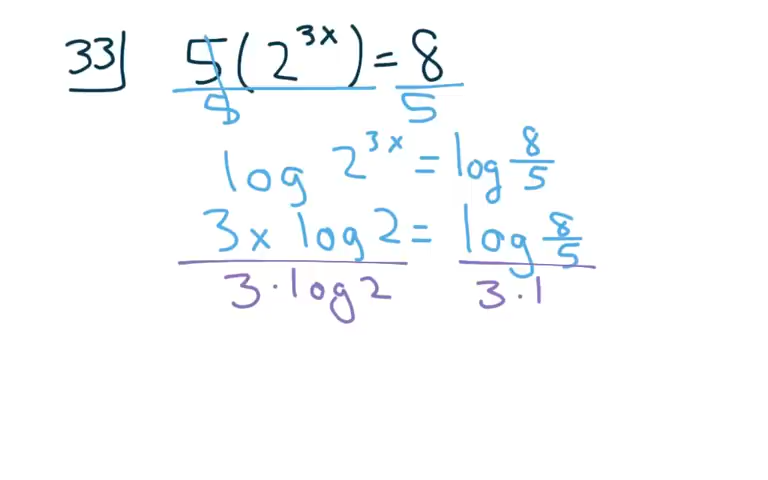 33 5(2^{3x}) = 8
5 5
log 2^{3x} = log 8/5
3x log 2 = log 8/5
3 · log 2 3 · l